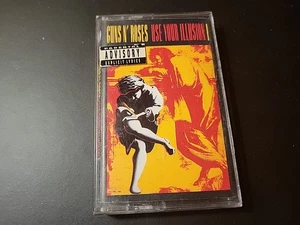 GUNS N' ROSES USE YOUR ILLUSION I
PARENTAL
ADVISORY
EXPLICIT LYRICS